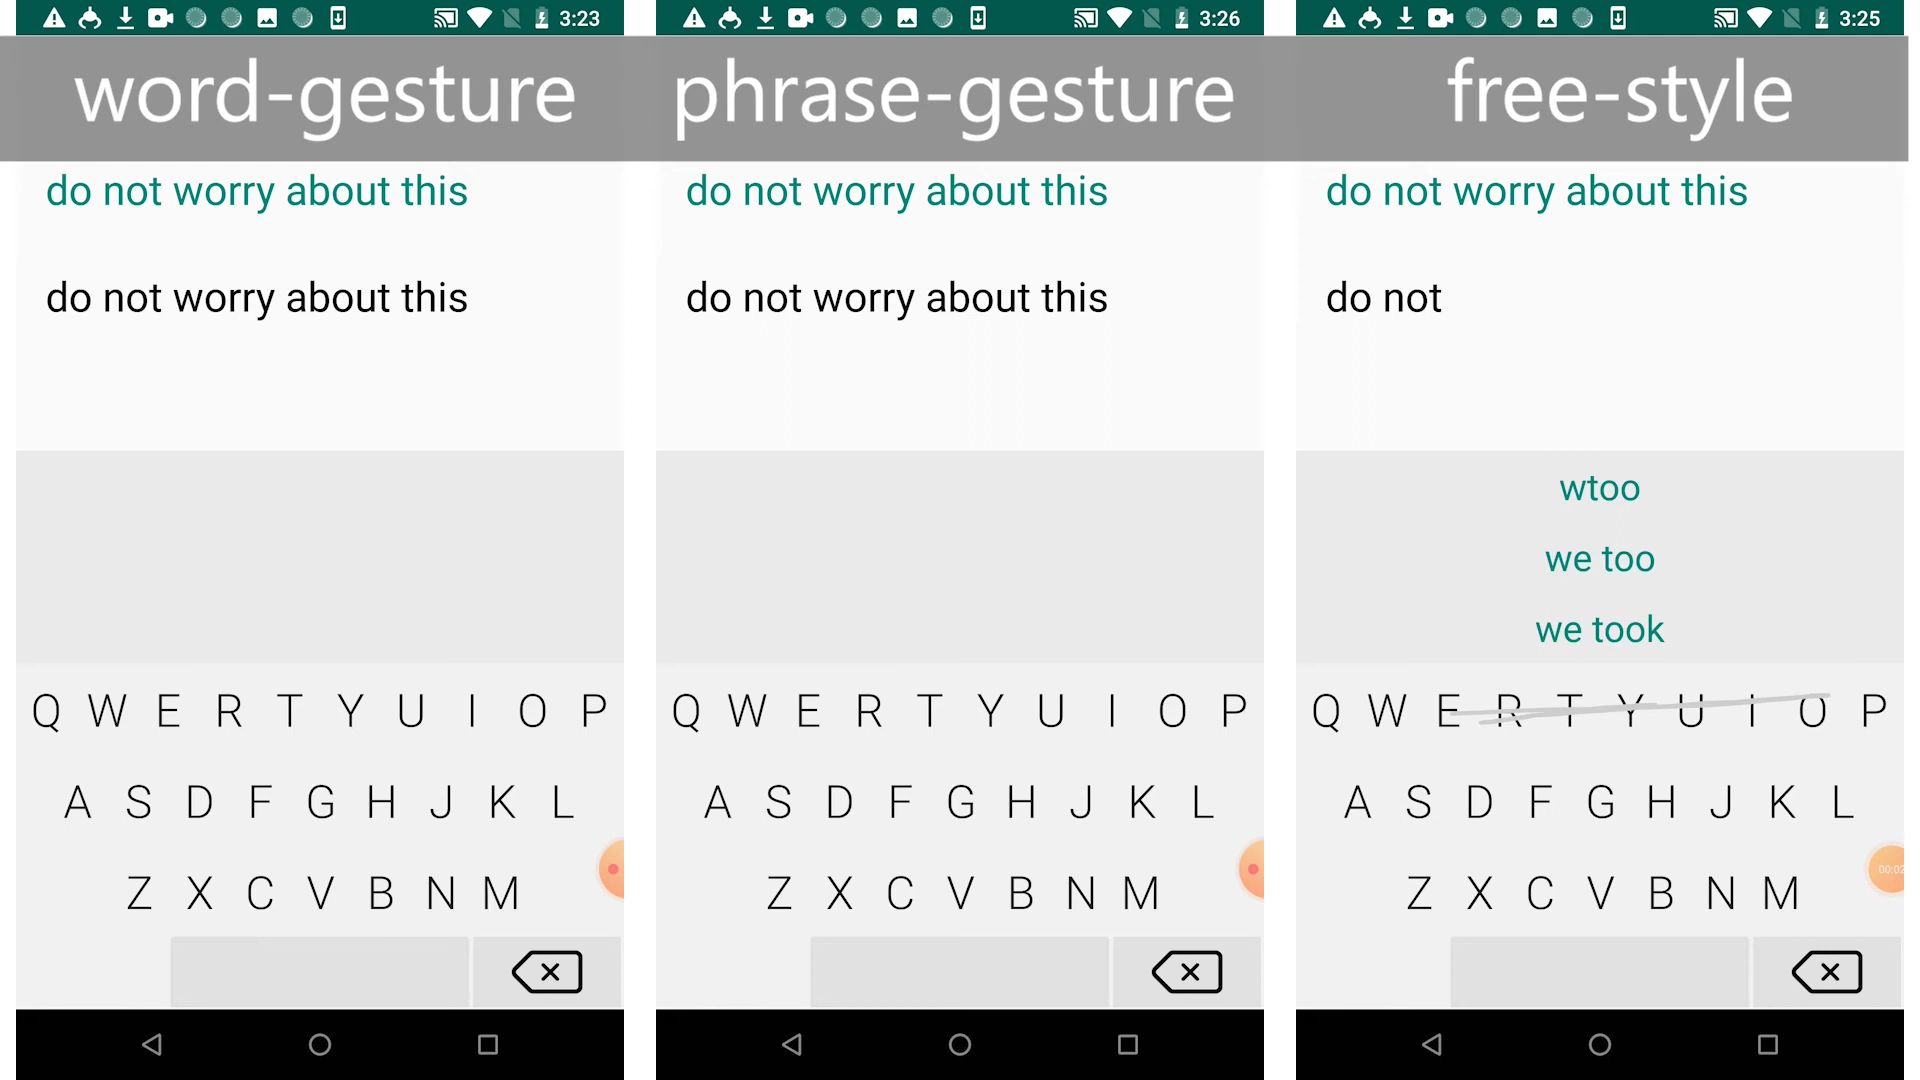 3:23
word-gesture
do not worry about this
do not worry about this
Q W E R T Y U I O P
A S D F G H J K L
Z X C V B N M
3:26
phrase-gesture
do not worry about this
do not worry about this
Q W E R T Y U I O P
A S D F G H J K L
Z X C V B N M
3:25
free-style
do not worry about this
do not
wtoo
we too
we took
Q W E R T Y U I O P
A S D F G H J K L
Z X C V B N M
00:02